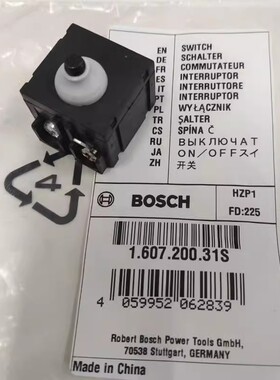 EN SWITCH
DE SCHALTER
FR COMMUTATEUR
ES INTERRUPTOR
IT INTERRUTTORE
PT INTERRUPTOR
PL WYŁĄCZNIK
TR ŞALTER
CS SPÍNA Č
RU ВЫКЛЮЧАТ
JA ON/OFFスイ
ZH 开关
4
BOSCH
HZP1
FD:225
1.607.200.31S
4 059952 062839
Robert Bosch Power Tools GmbH,
70538 Stuttgart, GERMANY
Made in China